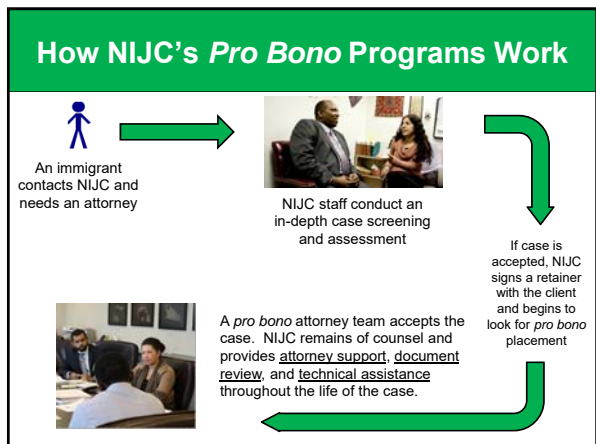 How NIJC's Pro Bono Programs Work
An immigrant
contacts NIJC and
needs an attorney
NIJC staff conduct an
in-depth case screening
and assessment
If case is
accepted, NIJC
signs a retainer
with the client
and begins to
look for pro bono
placement
A pro bono attorney team accepts the
case. NIJC remains of counsel and
provides attorney support, document
review, and technical assistance
throughout the life of the case.